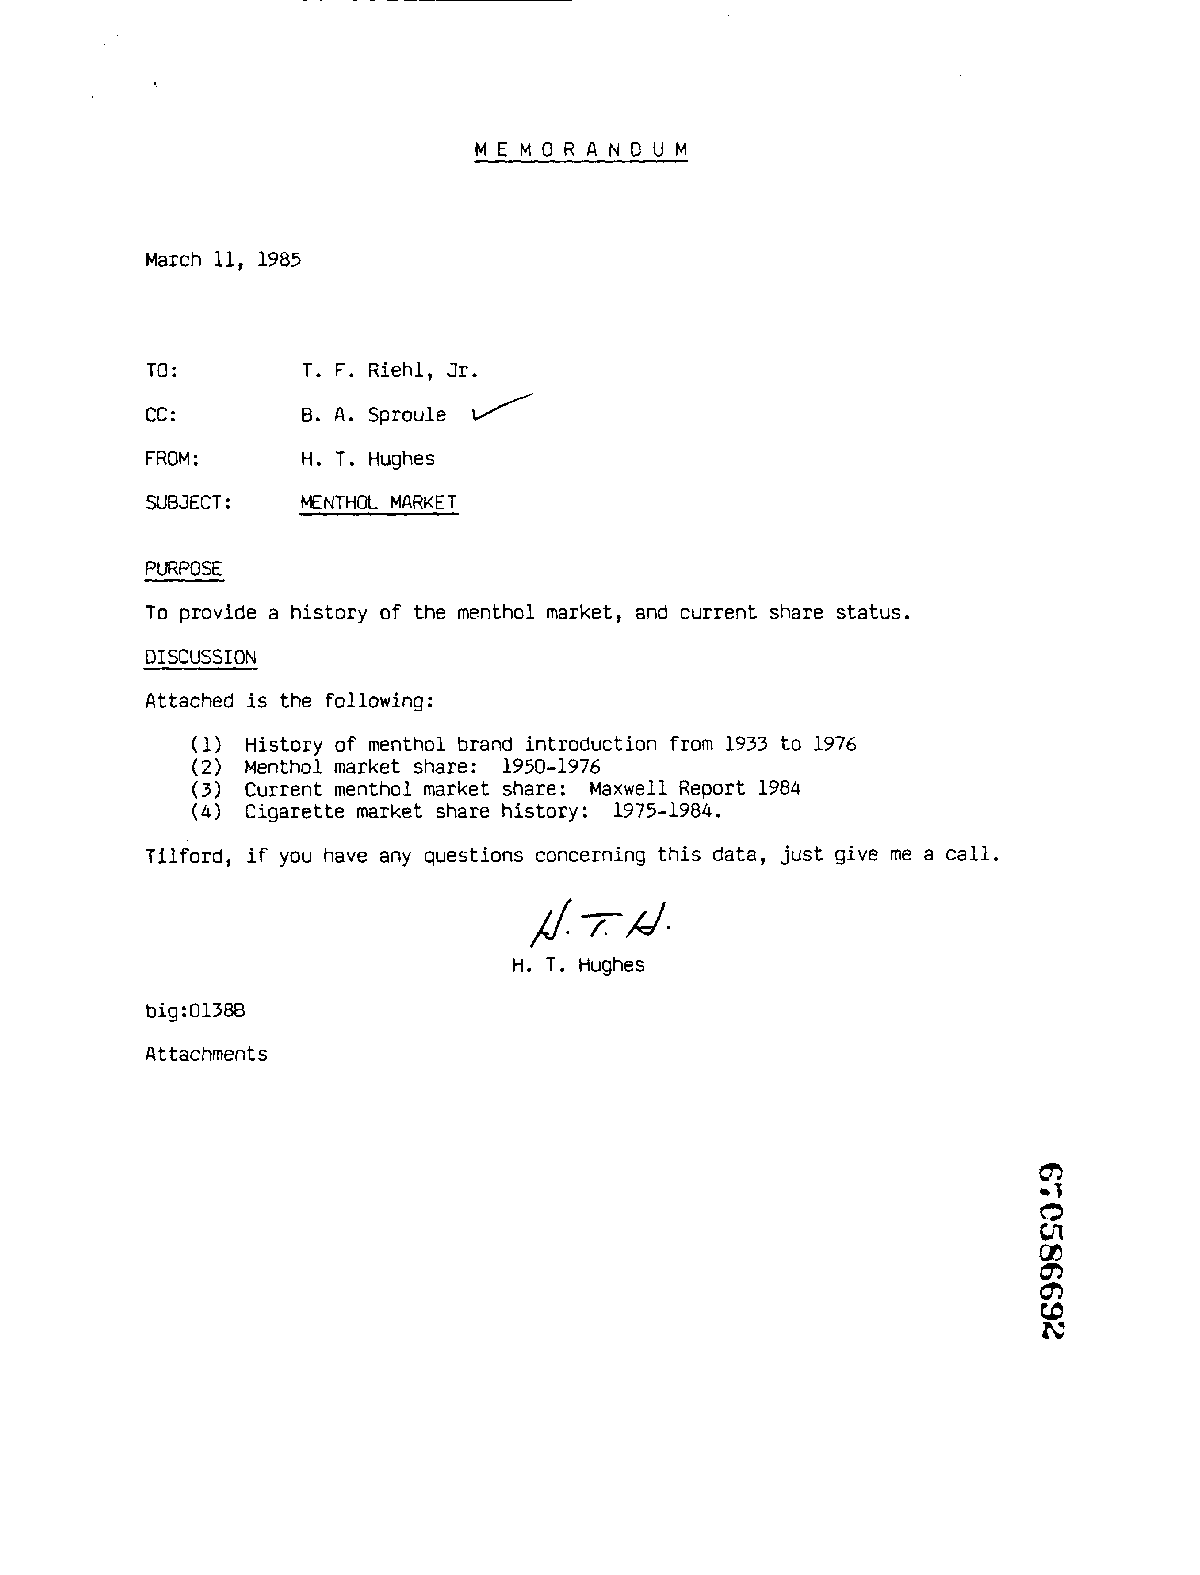 M E M O R A N D U M
March 11, 1985
TO: T. F. Riehl, Jr.
CC: B. A. Sproule
FROM: H. T. Hughes
SUBJECT: MENTHOL MARKET
PURPOSE
To provide a history of the menthol market, and current share status.
DISCUSSION
Attached is the following:
(1) History of menthol brand introduction from 1933 to 1976
(2) Menthol market share: 1950-1976
(3) Current menthol market share: Maxwell Report 1984
(4) Cigarette market share history: 1975-1984.
Tilford, if you have any questions concerning this data, just give me a call.
H. T. H.
H. T. Hughes
big:0138B
Attachments
670586692